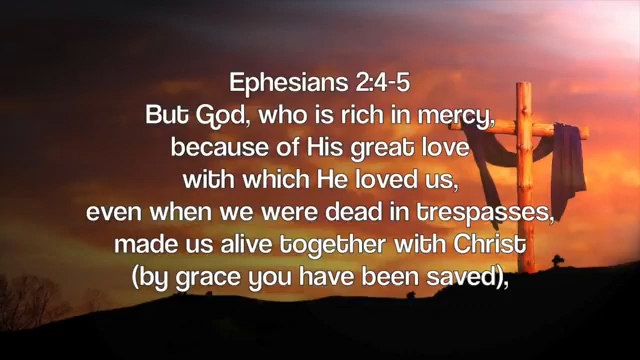 Ephesians 2:4-5
But God, who is rich in mercy,
because of His great love
with which He loved us,
even when we were dead in trespasses,
made us alive together with Christ
(by grace you have been saved),